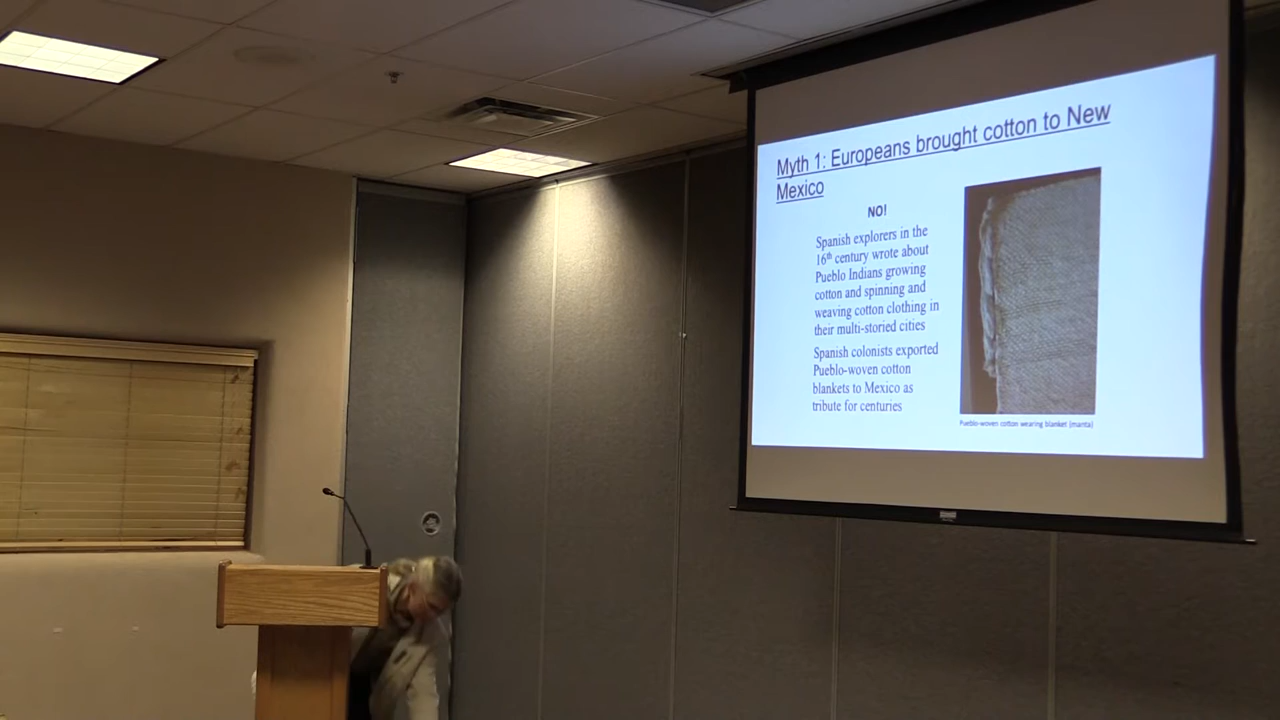 Myth 1: Europeans brought cotton to New
Mexico
NO!
Spanish explorers in the
16th century wrote about
Pueblo Indians growing
cotton and spinning and
weaving cotton clothing in
their multi-storied cities
Spanish colonists exported
Pueblo-woven cotton
blankets to Mexico as
tribute for centuries
Pueblo-woven cotton wearing blanket (manta)